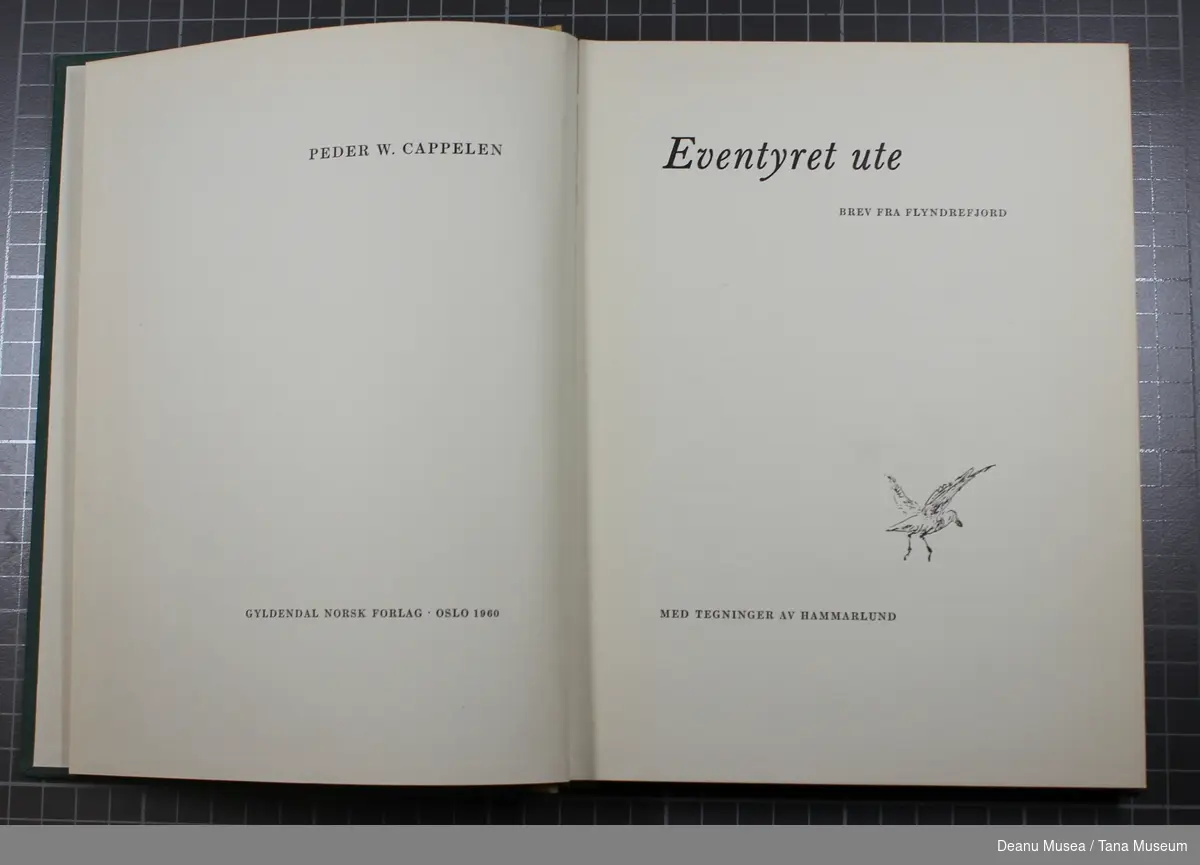 PEDER W. CAPPELEN
GYLDENDAL NORSK FORLAG · OSLO 1960
Eventyret ute
BREV FRA FLYNDREFJORD
MED TEGNINGER AV HAMMARLUND
Deanu Musea / Tana Museum